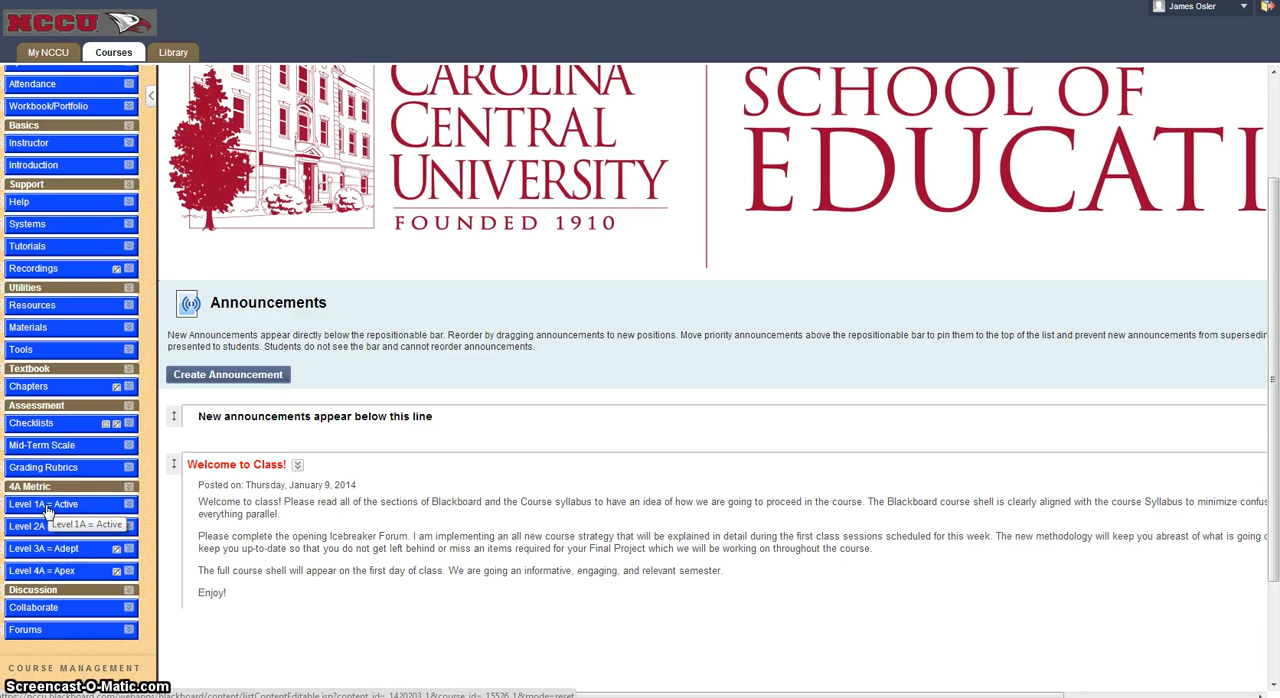 NCCU
James Osler
My NCCU
Courses
Library
Attendance
Workbook/Portfolio
Basics
Instructor
Introduction
Support
Help
Systems
Tutorials
Recordings
Utilities
Resources
Materials
Tools
Textbook
Chapters
Assessment
Checklists
Mid-Term Scale
Grading Rubrics
4A Metric
Level 1A = Active
Level 2A
Level 1A = Active
Level 3A = Adept
Level 4A = Apex
Discussion
Collaborate
Forums
COURSE MANAGEMENT
CAROLINA
CENTRAL
UNIVERSITY
FOUNDED 1910
SCHOOL OF
EDUCATI
Announcements
New Announcements appear directly below the repositionable bar. Reorder by dragging announcements to new positions. Move priority announcements above the repositionable bar to pin them to the top of the list and prevent new announcements from supersedin
presented to students. Students do not see the bar and cannot reorder announcements.
Create Announcement
New announcements appear below this line
Welcome to Class!
Posted on: Thursday, January 9, 2014
Welcome to class! Please read all of the sections of Blackboard and the Course syllabus to have an idea of how we are going to proceed in the course. The Blackboard course shell is clearly aligned with the course Syllabus to minimize confus
everything parallel.
Please complete the opening Icebreaker Forum. I am implementing an all new course strategy that will be explained in detail during the first class sessions scheduled for this week. The new methodology will keep you abreast of what is going
keep you up-to-date so that you do not get left behind or miss an items required for your Final Project which we will be working on throughout the course.
The full course shell will appear on the first day of class. We are going an informative, engaging, and relevant semester.
Enjoy!
Screencast-O-Matic.com